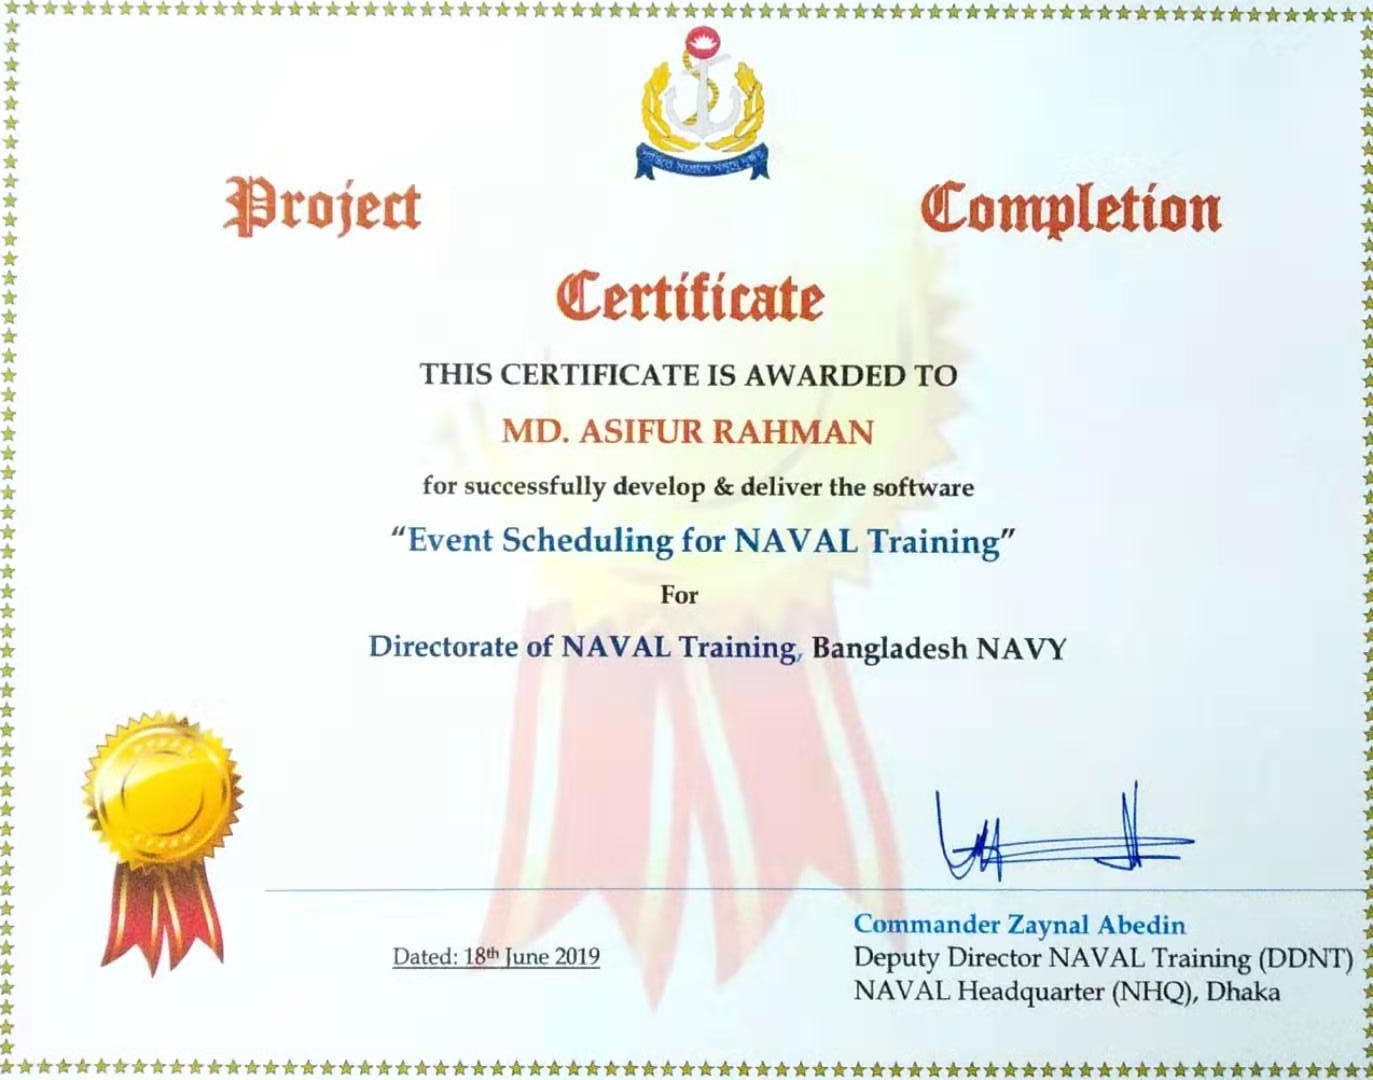 Project Completion
Certificate
THIS CERTIFICATE IS AWARDED TO
MD. ASIFUR RAHMAN
for successfully develop & deliver the software
“Event Scheduling for NAVAL Training”
For
Directorate of NAVAL Training, Bangladesh NAVY
Dated: 18th June 2019
Commander Zaynal Abedin
Deputy Director NAVAL Training (DDNT)
NAVAL Headquarter (NHQ), Dhaka